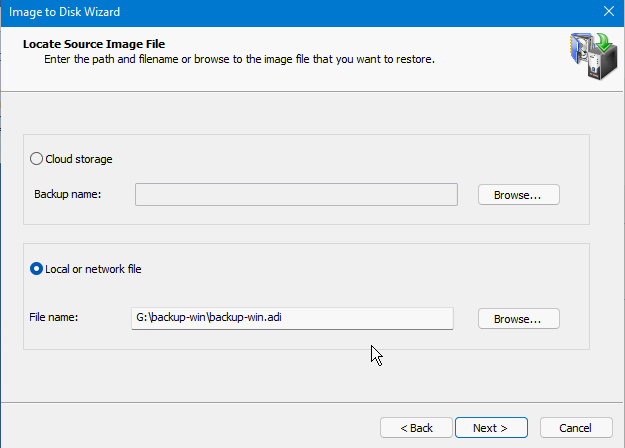 Image to Disk Wizard
Locate Source Image File
Enter the path and filename or browse to the image file that you want to restore.
Cloud storage
Backup name:
Browse...
Local or network file
File name:
G:\backup-win\backup-win.adi
Browse...
< Back
Next >
Cancel